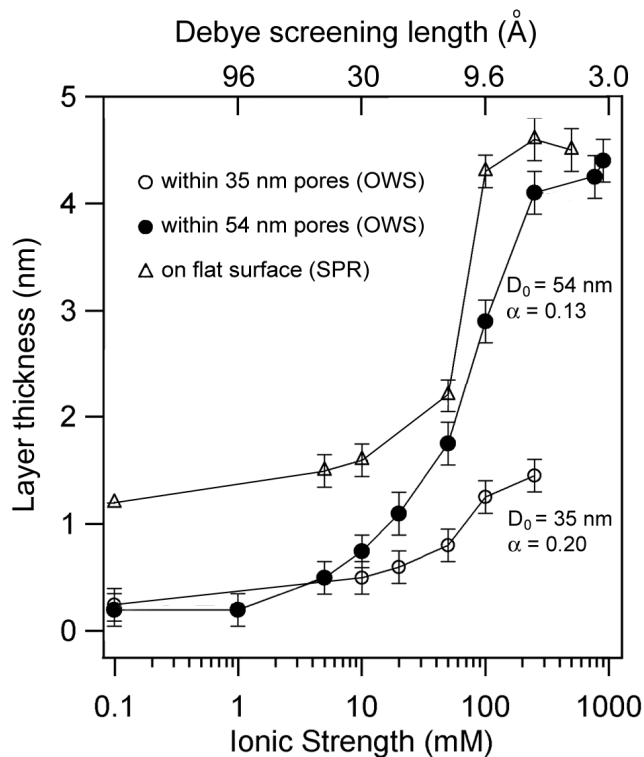 Debye screening length (Å)
96 30 9.6 3.0
5
4
3
2
1
0
Layer thickness (nm)
within 35 nm pores (OWS)
within 54 nm pores (OWS)
on flat surface (SPR)
D₀ = 54 nm
α = 0.13
D₀ = 35 nm
α = 0.20
0.1 1 10 100 1000
Ionic Strength (mM)